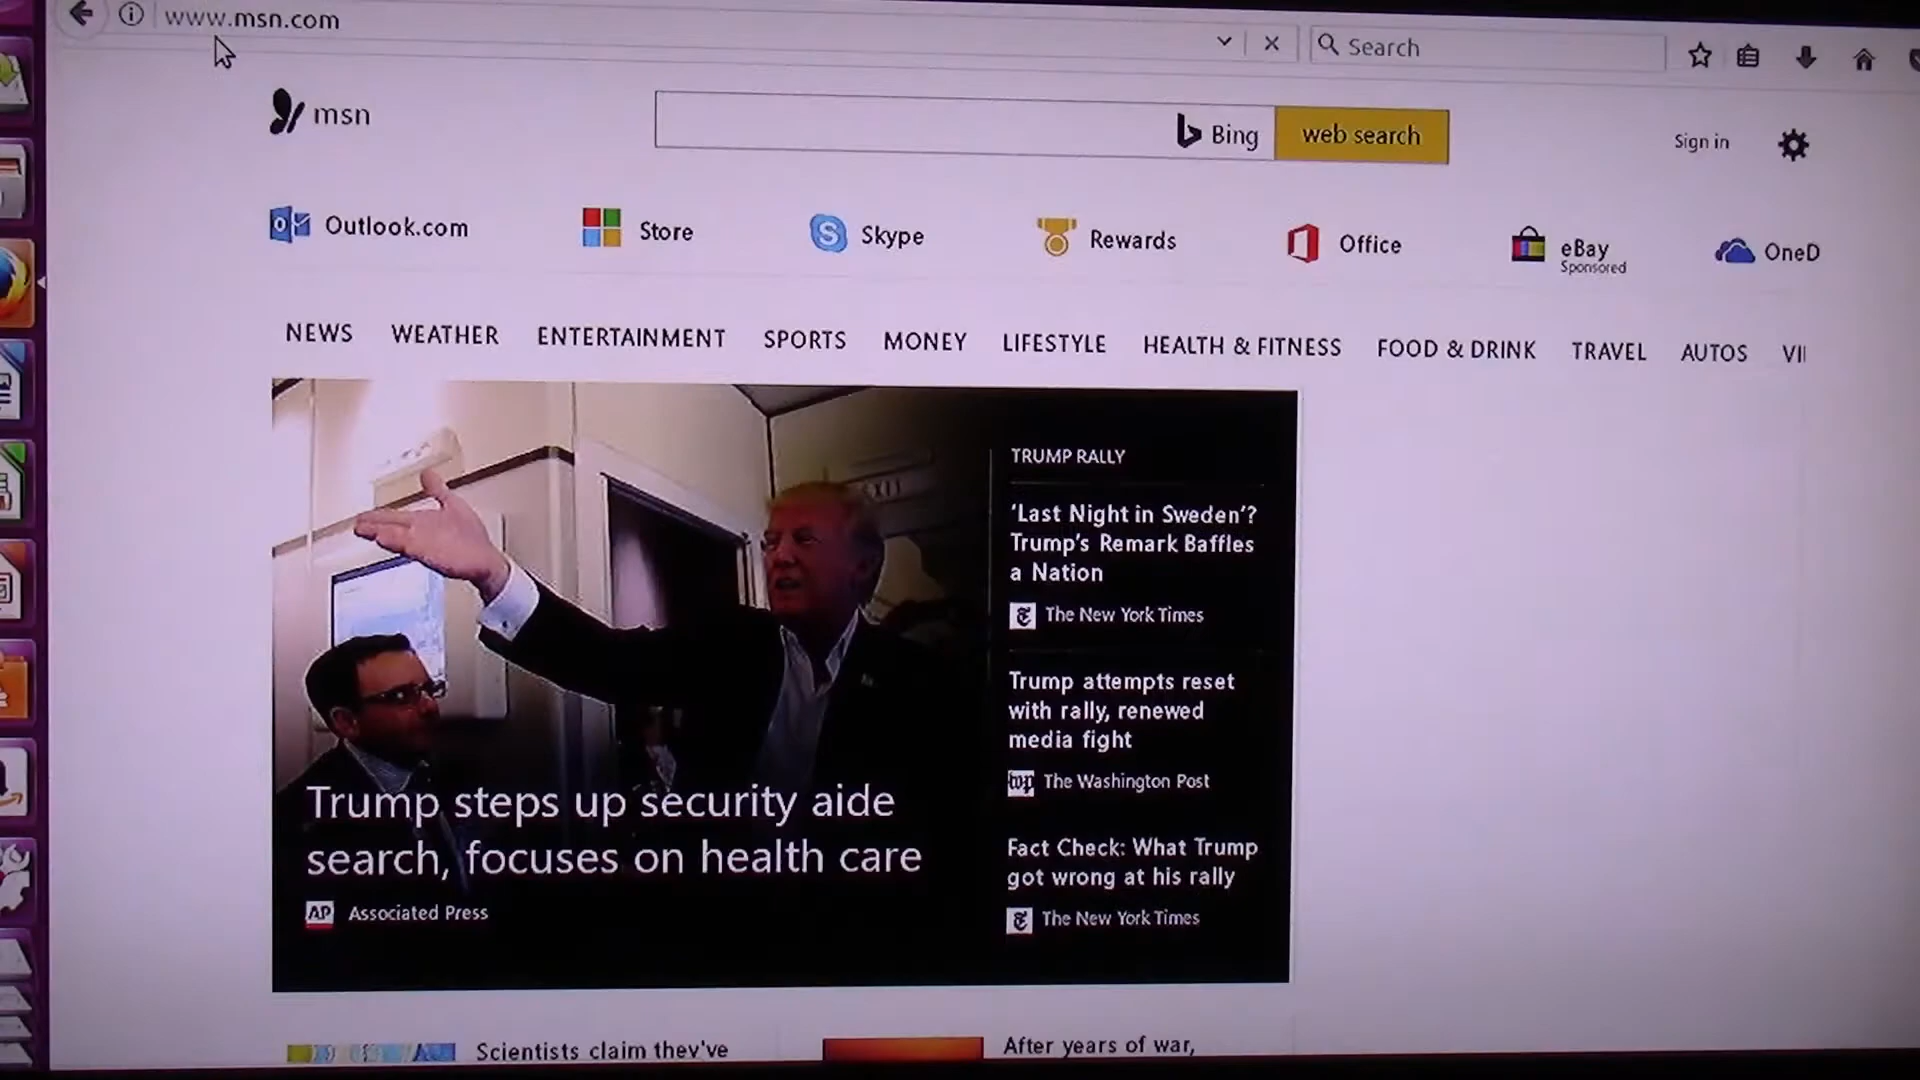 www.msn.com
Search
msn
Bing
web search
Sign in
Outlook.com
Store
Skype
Rewards
Office
eBay
Sponsored
OneD
NEWS WEATHER ENTERTAINMENT SPORTS MONEY LIFESTYLE HEALTH & FITNESS FOOD & DRINK TRAVEL AUTOS VI
EXIT
TRUMP RALLY
‘Last Night in Sweden’?
Trump’s Remark Baffles
a Nation
The New York Times
Trump attempts reset
with rally, renewed
media fight
wp The Washington Post
Fact Check: What Trump
got wrong at his rally
The New York Times
Trump steps up security aide
search, focuses on health care
AP Associated Press
Scientists claim they've
After years of war,